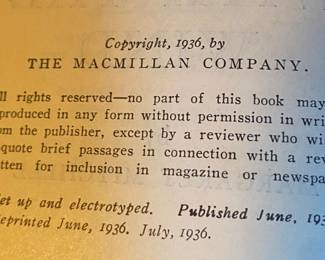 Copyright, 1936, by
THE MACMILLAN COMPANY.
ll rights reserved—no part of this book may
produced in any form without permission in wri
om the publisher, except by a reviewer who wi
quote brief passages in connection with a rev
tten for inclusion in magazine or newspa
et up and electrotyped. Published June, 193
eprinted June, 1936. July, 1936.